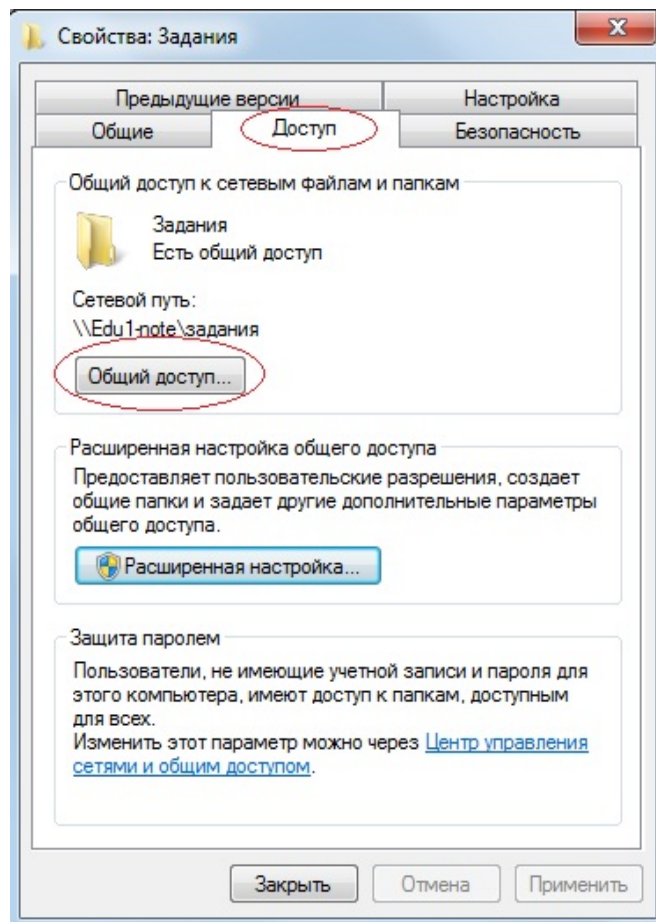 Свойства: Задания
Предыдущие версии Настройка
Общие Доступ Безопасность
Общий доступ к сетевым файлам и папкам
Задания
Есть общий доступ
Сетевой путь:
\\Edu1-note\задания
Общий доступ...
Расширенная настройка общего доступа
Предоставляет пользовательские разрешения, создает
общие папки и задает другие дополнительные параметры
общего доступа.
Расширенная настройка...
Защита паролем
Пользователи, не имеющие учетной записи и пароля для
этого компьютера, имеют доступ к папкам, доступным
для всех.
Изменить этот параметр можно через Центр управления
сетями и общим доступом.
Закрыть Отмена Применить